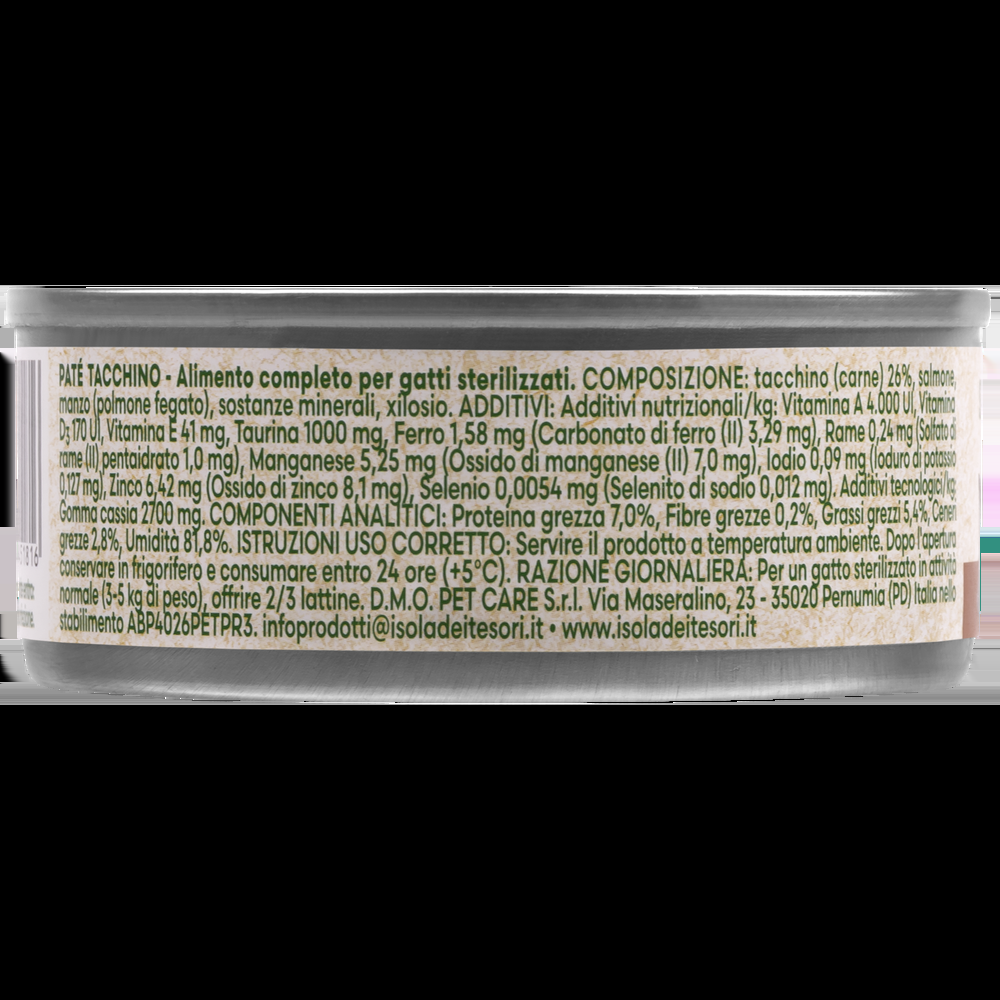 PATÉ TACCHINO - Alimento completo per gatti sterilizzati. COMPOSIZIONE: tacchino (carne) 26%, salmone,
manzo (polmone fegato), sostanze minerali, xilosio. ADDITIVI: Additivi nutrizionali/kg: Vitamina A 4.000 UI, Vitamina
D3 170 UI, Vitamina E 41 mg, Taurina 1000 mg, Ferro 1,58 mg (Carbonato di ferro (II) 3,29 mg), Rame 0,24 mg (Solfato di
rame (II) pentaidrato 1,0 mg), Manganese 5,25 mg (Ossido di manganese (II) 7,0 mg), Iodio 0,09 mg (Ioduro di potassio
0,127 mg), Zinco 6,42 mg (Ossido di zinco 8,1 mg), Selenio 0,0054 mg (Selenito di sodio 0,012 mg). Additivi tecnologici/kg:
Gomma cassia 2700 mg. COMPONENTI ANALITICI: Proteina grezza 7,0%, Fibre grezze 0,2%, Grassi grezzi 5,4%, Ceneri
grezze 2,8%, Umidità 81,8%. ISTRUZIONI USO CORRETTO: Servire il prodotto a temperatura ambiente. Dopo l'apertura
conservare in frigorifero e consumare entro 24 ore (+5°C). RAZIONE GIORNALIERA: Per un gatto sterilizzato in attività
normale (3-5 kg di peso), offrire 2/3 lattine. D.M.O. PET CARE S.r.l. Via Maseralino, 23 - 35020 Pernumia (PD) Italia nello
stabilimento ABP4026PETPR3. infoprodotti@isoladeitesori.it • www.isoladeitesori.it